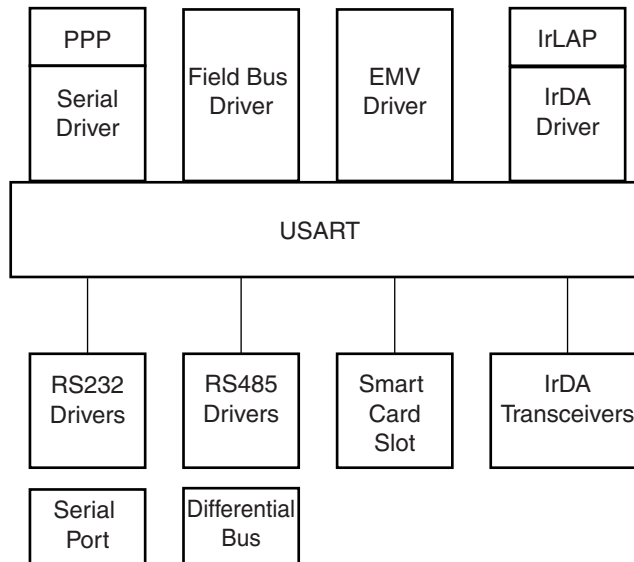 PPP
Serial
Driver
Field Bus
Driver
EMV
Driver
IrLAP
IrDA
Driver
USART
RS232
Drivers
RS485
Drivers
Smart
Card
Slot
IrDA
Transceivers
Serial
Port
Differential
Bus